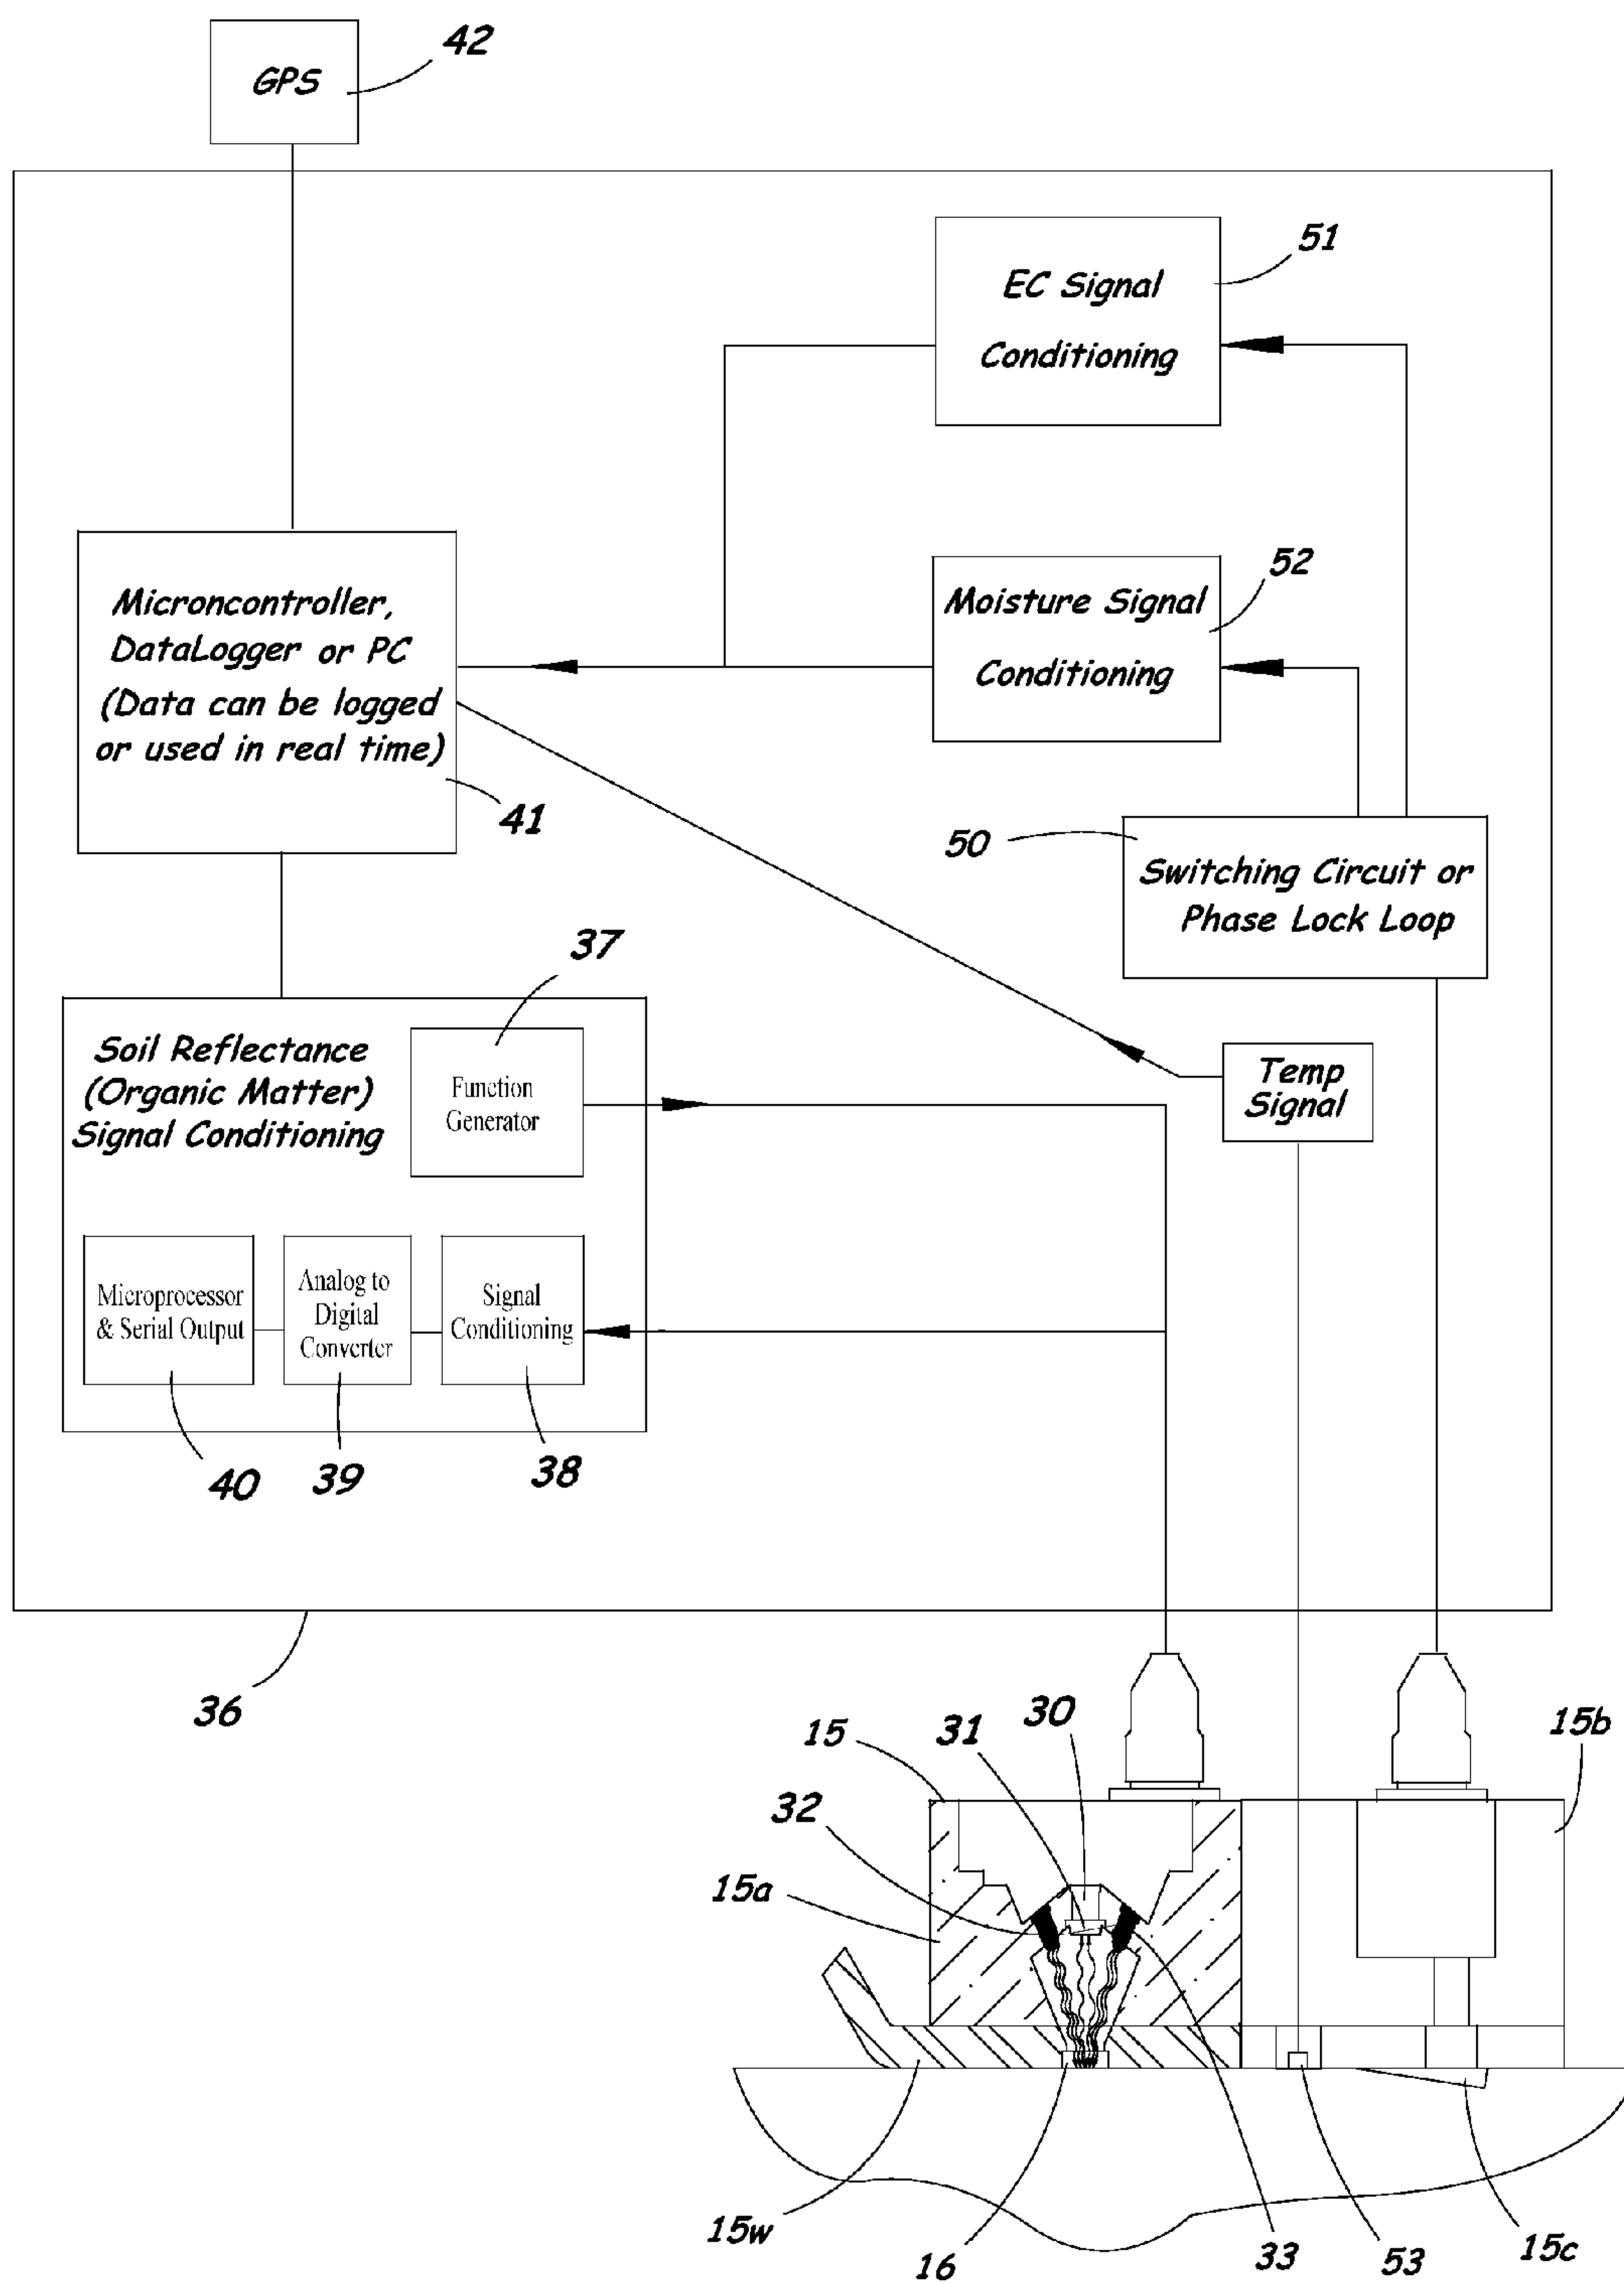 42
GPS
51
EC Signal
Conditioning
52
Moisture Signal
Conditioning
Microncontroller,
DataLogger or PC
(Data can be logged
or used in real time)
41
50
Switching Circuit or
Phase Lock Loop
37
Soil Reflectance
(Organic Matter)
Signal Conditioning
Function
Generator
Temp
Signal
Microprocessor
& Serial Output
Analog to
Digital
Converter
Signal
Conditioning
40
39
38
36
15
31
30
15b
32
15a
15w
16
33
53
15c